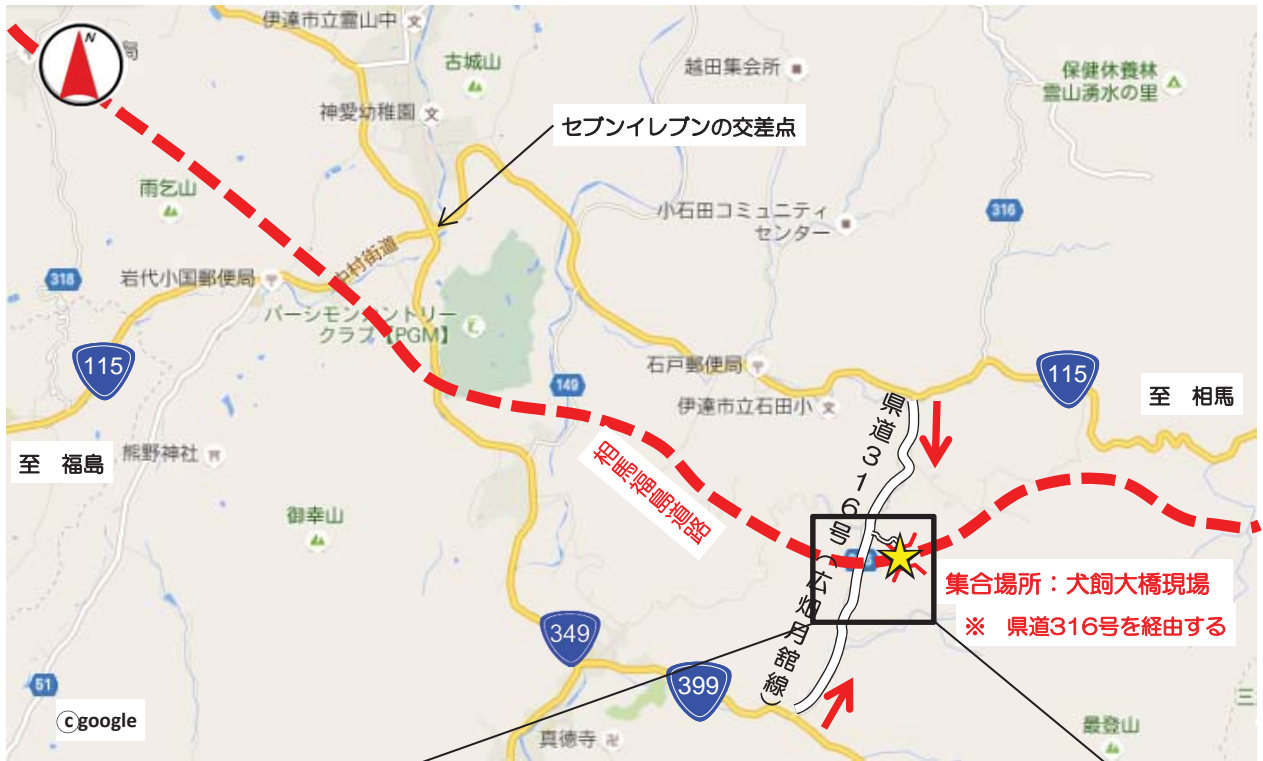 伊達市立霊山中
N
局
古城山
越田集会所
保健休養林
霊山湧水の里
神愛幼稚園
セブンイレブンの交差点
雨乞山
小石田コミュニティ
センター
316
中村街道
318
岩代小国郵便局
パーシモンカントリー
クラブ【PGM】
115
149
石戸郵便局
115
至 相馬
伊達市立石田小
県道316号(広畑月舘線)
至 福島
熊野神社
相馬福島道路
御幸山
集合場所:犬飼大橋現場
※ 県道316号を経由する
349
399
51
ⓒgoogle
真徳寺
最登山
三